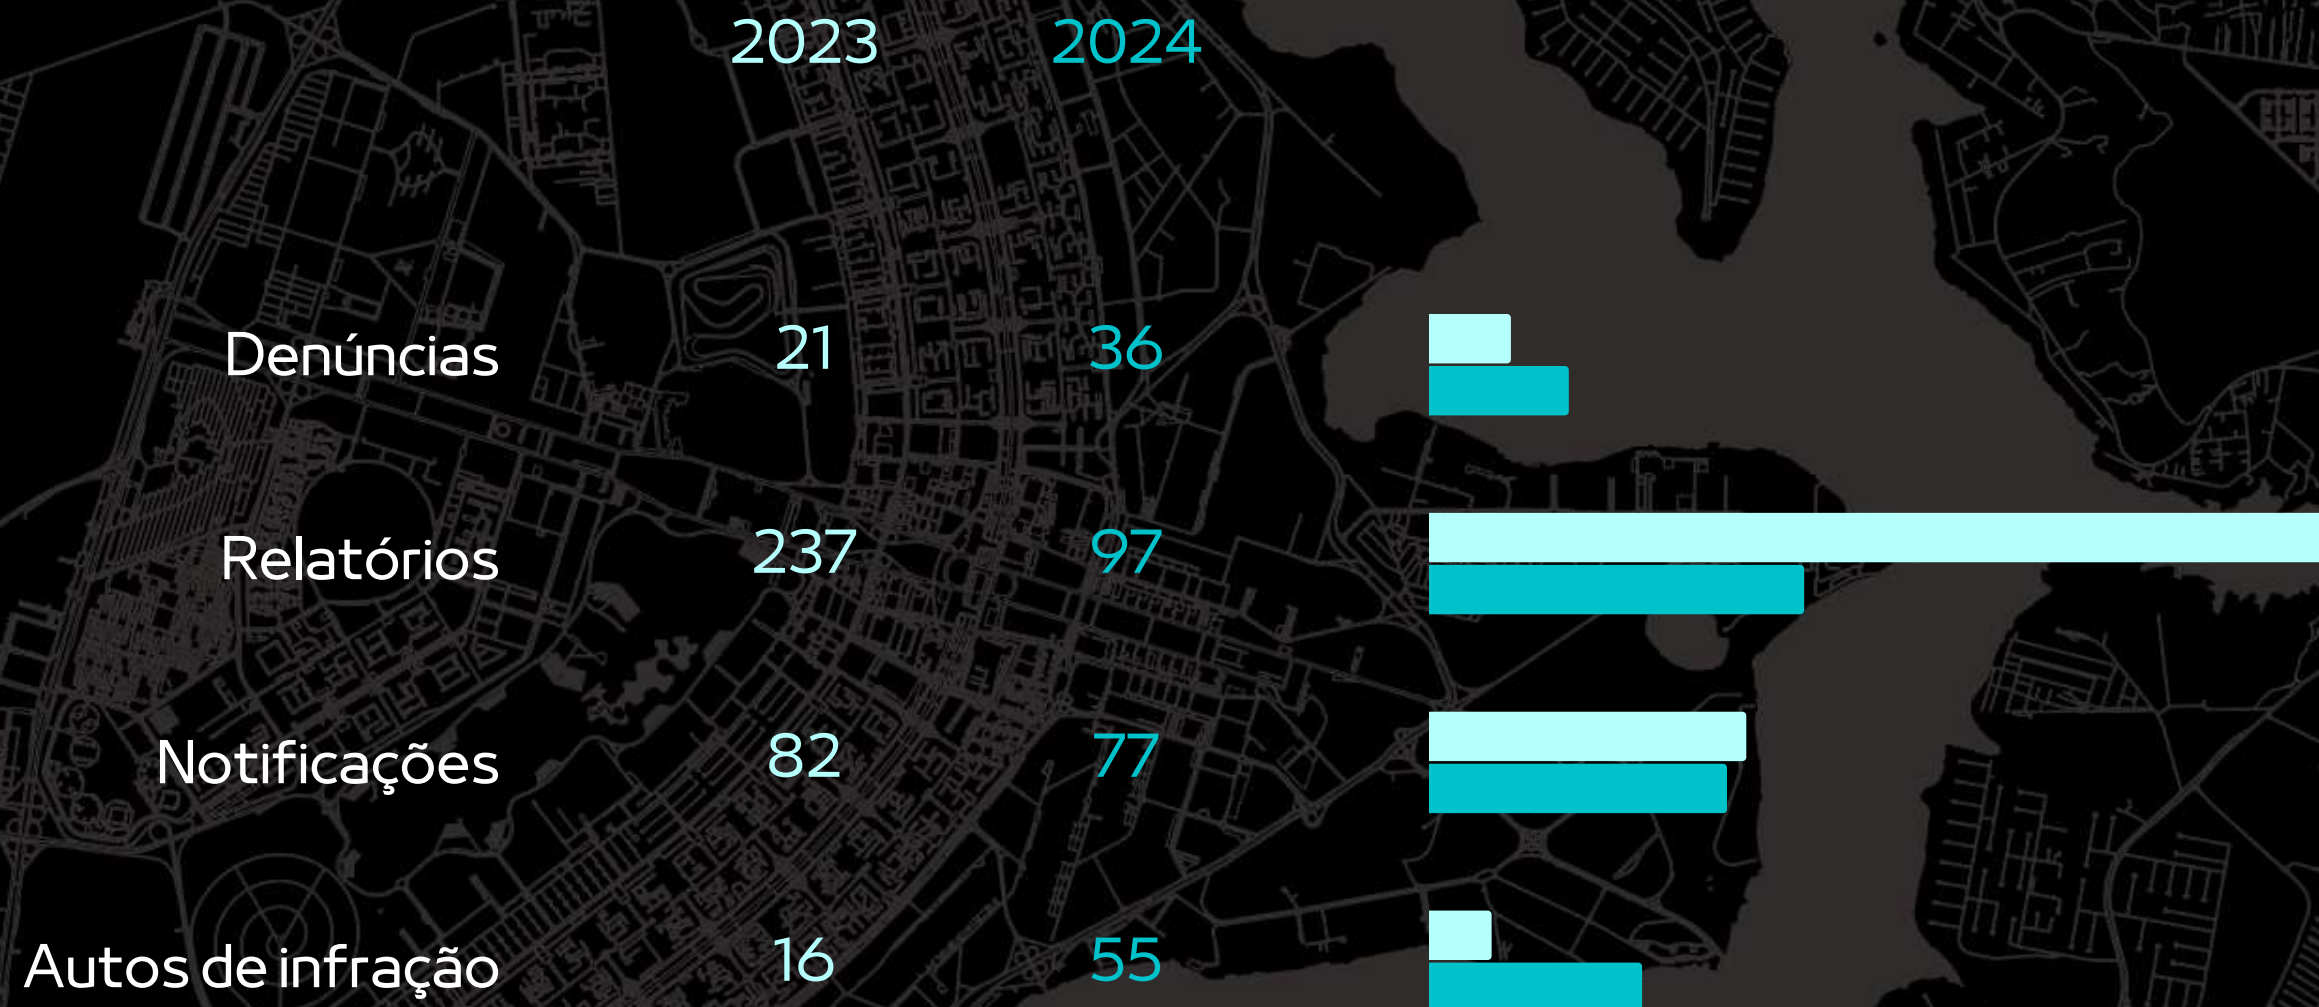 2023 2024
Denúncias 21 36
Relatórios 237 97
Notificações 82 77
Autos de infração 16 55